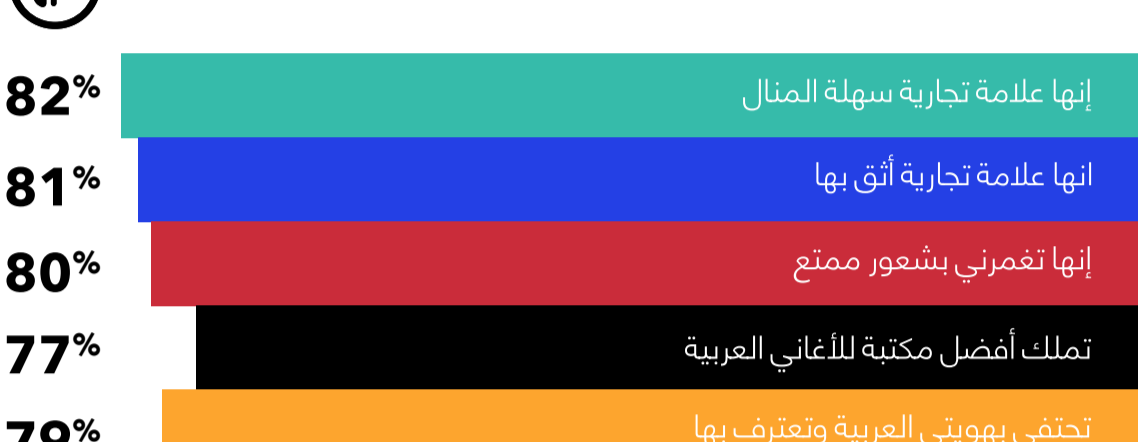 إنها علامة تجارية سهلة المنال
82%
انها علامة تجارية أثق بها
81%
إنها تغمرني بشعور ممتع
80%
تملك أفضل مكتبة للأغاني العربية
77%
تحتفي بهويتي العربية وتعترف بها
79%